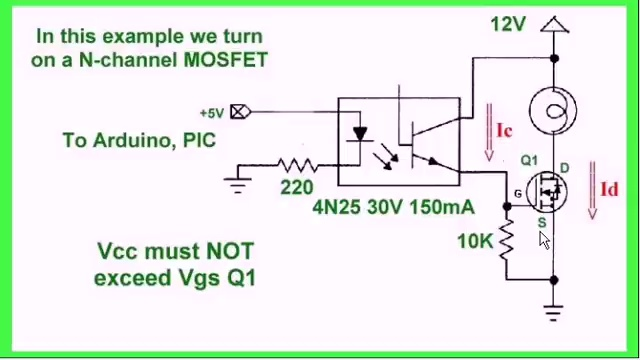 In this example we turn
on a N-channel MOSFET
12V
+5V
Ic
To Arduino, PIC
Q1
D
Id
220
G
4N25 30V 150mA
S
10K
Vcc must NOT
exceed Vgs Q1